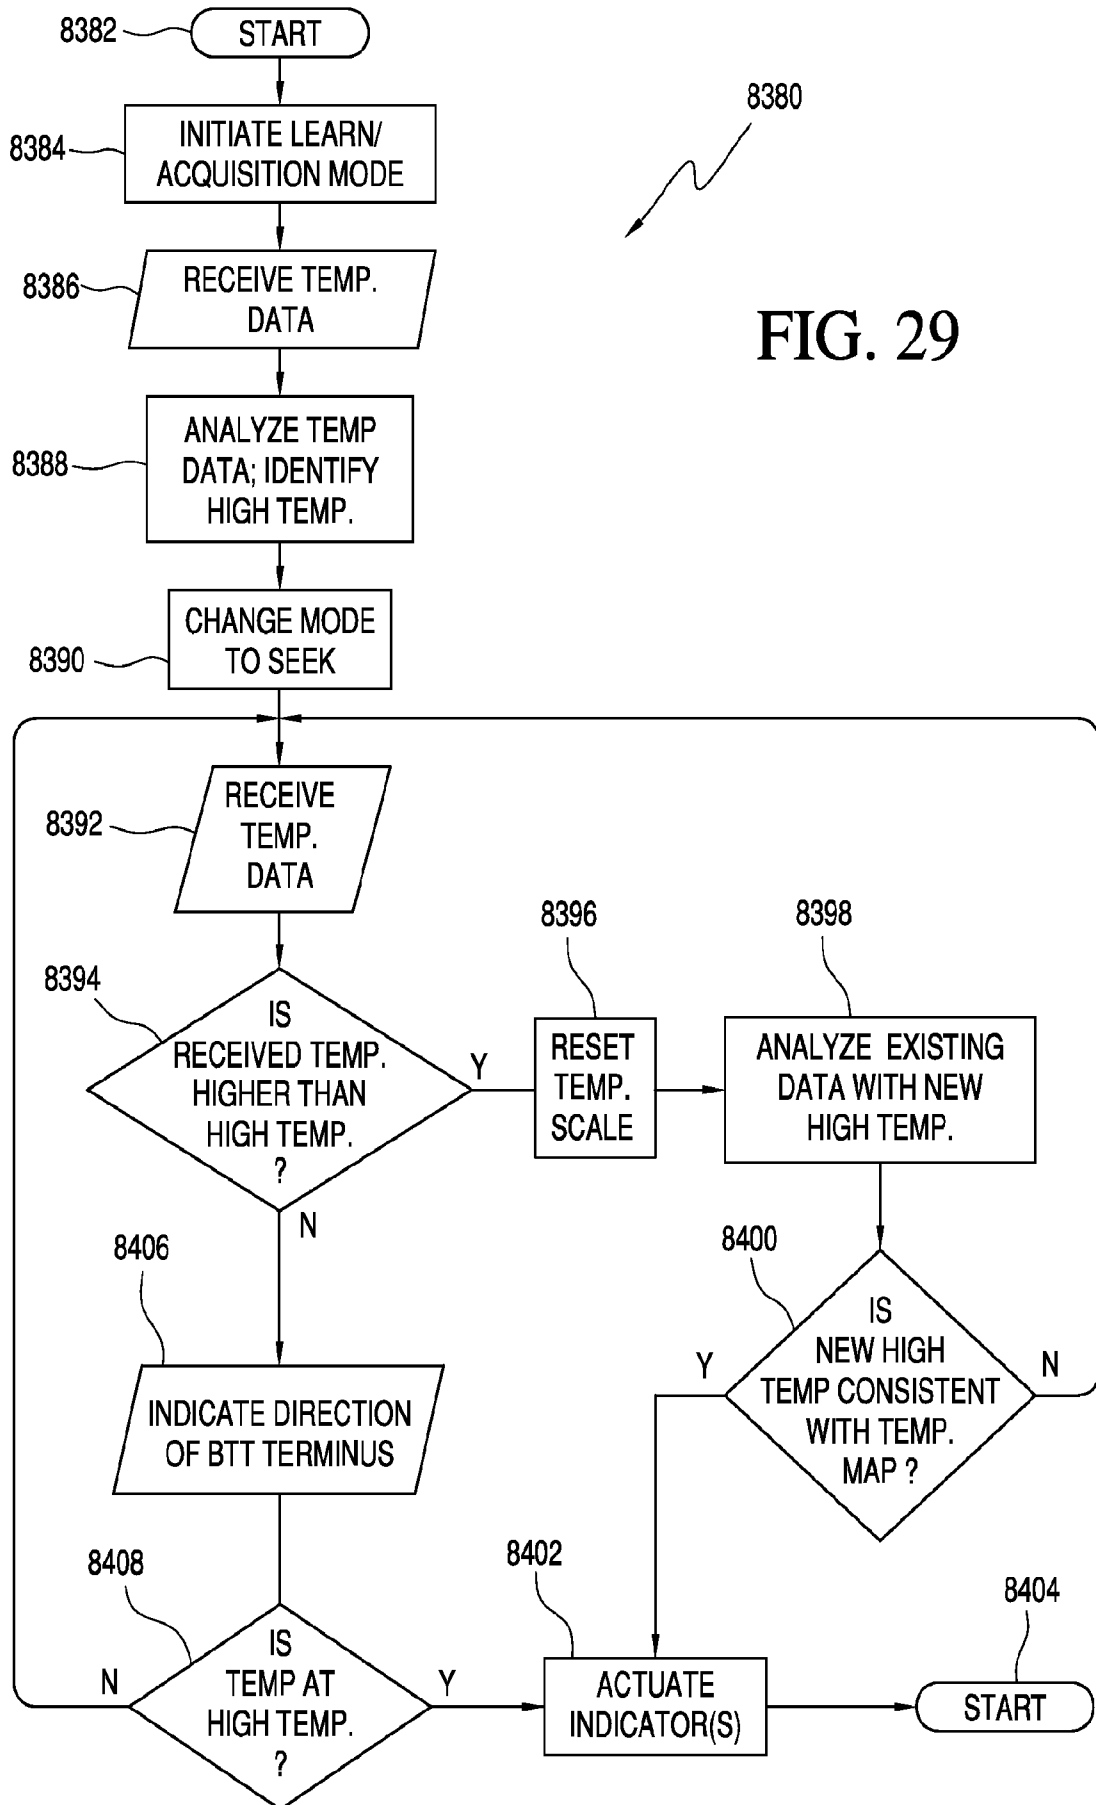 8382
START
8380
8384
INITIATE LEARN/
ACQUISITION MODE
8386
RECEIVE TEMP.
DATA
FIG. 29
8388
ANALYZE TEMP
DATA; IDENTIFY
HIGH TEMP.
8390
CHANGE MODE
TO SEEK
8392
RECEIVE
TEMP.
DATA
8394
IS
RECEIVED TEMP.
HIGHER THAN
HIGH TEMP.
?
Y
N
8396
RESET
TEMP.
SCALE
8398
ANALYZE EXISTING
DATA WITH NEW
HIGH TEMP.
8400
IS
NEW HIGH
TEMP CONSISTENT
WITH TEMP.
MAP ?
Y
N
8406
INDICATE DIRECTION
OF BTT TERMINUS
8408
IS
TEMP AT
HIGH TEMP.
?
N
Y
8402
ACTUATE
INDICATOR(S)
8404
START